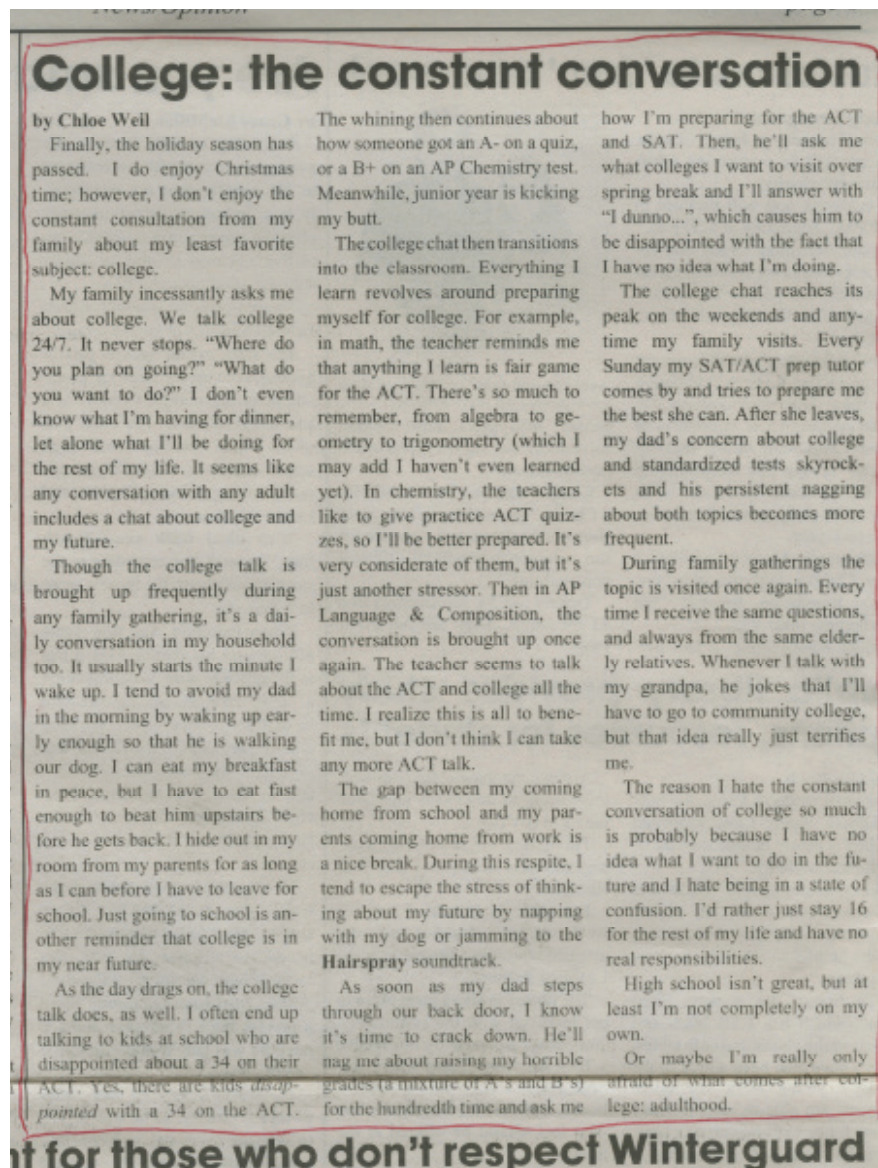 News/Opinion
College: the constant conversation
by Chloe Weil
Finally, the holiday season has
passed. I do enjoy Christmas
time; however, I don't enjoy the
constant consultation from my
family about my least favorite
subject: college.
My family incessantly asks me
about college. We talk college
24/7. It never stops. "Where do
you plan on going?" "What do
you want to do?" I don't even
know what I'm having for dinner,
let alone what I'll be doing for
the rest of my life. It seems like
any conversation with any adult
includes a chat about college and
my future.
Though the college talk is
brought up frequently during
any family gathering, it's a dai-
ly conversation in my household
too. It usually starts the minute I
wake up. I tend to avoid my dad
in the morning by waking up ear-
ly enough so that he is walking
our dog. I can eat my breakfast
in peace, but I have to eat fast
enough to beat him upstairs be-
fore he gets back. I hide out in my
room from my parents for as long
as I can before I have to leave for
school. Just going to school is an-
other reminder that college is in
my near future.
As the day drags on, the college
talk does, as well. I often end up
talking to kids at school who are
disappointed about a 34 on their
ACT. Yes, there are kids disap-
pointed with a 34 on the ACT.
The whining then continues about
how someone got an A- on a quiz,
or a B+ on an AP Chemistry test.
Meanwhile, junior year is kicking
my butt.
The college chat then transitions
into the classroom. Everything I
learn revolves around preparing
myself for college. For example,
in math, the teacher reminds me
that anything I learn is fair game
for the ACT. There's so much to
remember, from algebra to ge-
ometry to trigonometry (which I
may add I haven't even learned
yet). In chemistry, the teachers
like to give practice ACT quiz-
zes, so I'll be better prepared. It's
very considerate of them, but it's
just another stressor. Then in AP
Language & Composition, the
conversation is brought up once
again. The teacher seems to talk
about the ACT and college all the
time. I realize this is all to bene-
fit me, but I don't think I can take
any more ACT talk.
The gap between my coming
home from school and my par-
ents coming home from work is
a nice break. During this respite, I
tend to escape the stress of think-
ing about my future by napping
with my dog or jamming to the
Hairspray soundtrack.
As soon as my dad steps
through our back door, I know
it's time to crack down. He'll
nag me about raising my horrible
grades (a mixture of A's and B's)
for the hundredth time and ask me
how I'm preparing for the ACT
and SAT. Then, he'll ask me
what colleges I want to visit over
spring break and I'll answer with
"I dunno...", which causes him to
be disappointed with the fact that
I have no idea what I'm doing.
The college chat reaches its
peak on the weekends and any-
time my family visits. Every
Sunday my SAT/ACT prep tutor
comes by and tries to prepare me
the best she can. After she leaves,
my dad's concern about college
and standardized tests skyrock-
ets and his persistent nagging
about both topics becomes more
frequent.
During family gatherings the
topic is visited once again. Every
time I receive the same questions,
and always from the same elder-
ly relatives. Whenever I talk with
my grandpa, he jokes that I'll
have to go to community college,
but that idea really just terrifies
me.
The reason I hate the constant
conversation of college so much
is probably because I have no
idea what I want to do in the fu-
ture and I hate being in a state of
confusion. I'd rather just stay 16
for the rest of my life and have no
real responsibilities.
High school isn't great, but at
least I'm not completely on my
own.
Or maybe I'm really only
afraid of what comes after col-
lege: adulthood.
for those who don't respect Winterguard